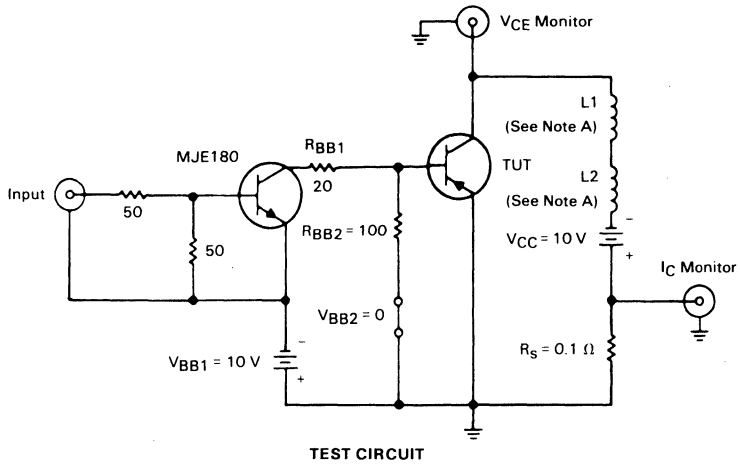 VCE Monitor
L1
(See Note A)
MJE180
RBB1
20
TUT
L2
(See Note A)
Input
50
50
RBB2 = 100
VCC = 10 V
-
+
IC Monitor
VBB2 = 0
VBB1 = 10 V
-
+
Rs = 0.1 Ω
TEST CIRCUIT